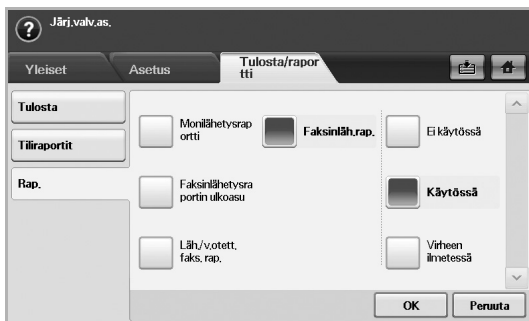 Järj.valv.as.
Yleiset
Asetus
Tulosta/rapor
tti
Tulosta
Tiliraportit
Rap.
Monilähetysrap
ortti
Faksinläh.rap.
Ei käytössä
Faksinlähetysra
portin ulkoasu
Käytössä
Läh./v.otett.
faks. rap.
Virheen
ilmetessä
OK
Peruuta